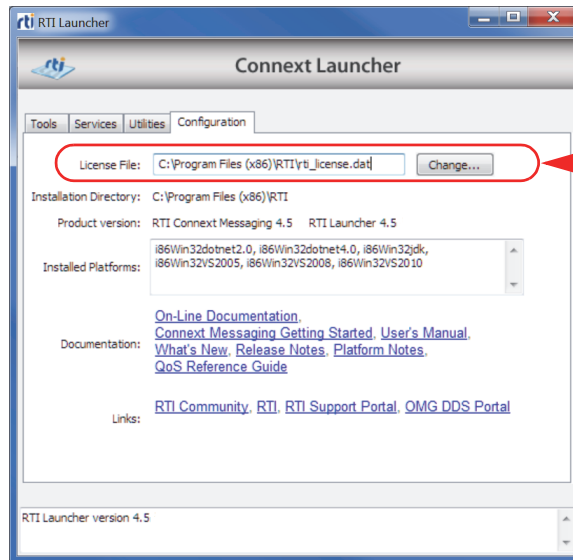 rti RTI Launcher
rti Connext Launcher
Tools Services Utilities Configuration
License File: C:\Program Files (x86)\RTI\rti_license.dat Change...
Installation Directory: C:\Program Files (x86)\RTI
Product version: RTI Connext Messaging 4.5 RTI Launcher 4.5
Installed Platforms: i86Win32dotnet2.0, i86Win32dotnet4.0, i86Win32jdk,
i86Win32VS2005, i86Win32VS2008, i86Win32VS2010
Documentation: On-Line Documentation,
Connext Messaging Getting Started, User's Manual,
What's New, Release Notes, Platform Notes,
QoS Reference Guide
Links: RTI Community, RTI, RTI Support Portal, OMG DDS Portal
RTI Launcher version 4.5